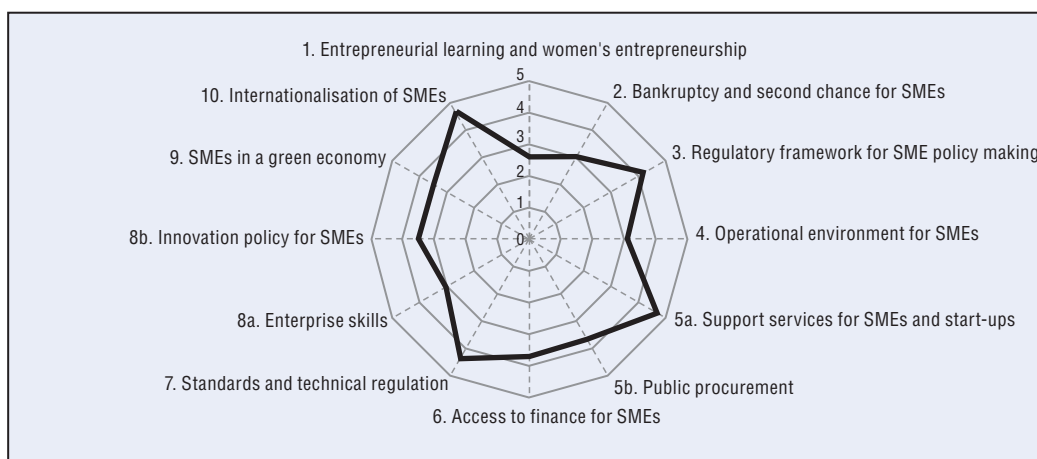 1. Entrepreneurial learning and women's entrepreneurship
5
10. Internationalisation of SMEs
2. Bankruptcy and second chance for SMEs
4
3
9. SMEs in a green economy
3. Regulatory framework for SME policy making
2
1
8b. Innovation policy for SMEs
0
4. Operational environment for SMEs
8a. Enterprise skills
5a. Support services for SMEs and start-ups
7. Standards and technical regulation
5b. Public procurement
6. Access to finance for SMEs